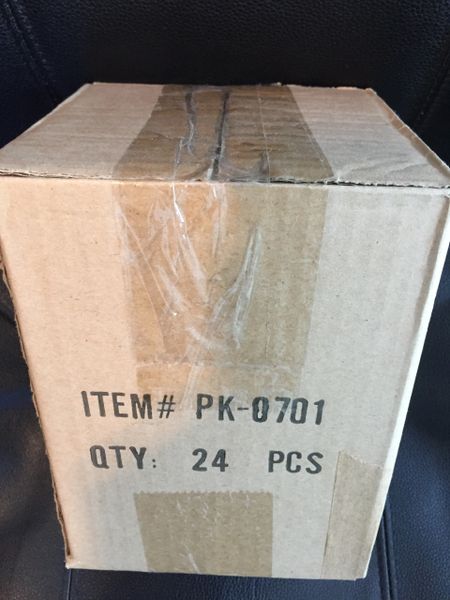 ITEM# PK-0701
QTY: 24 PCS